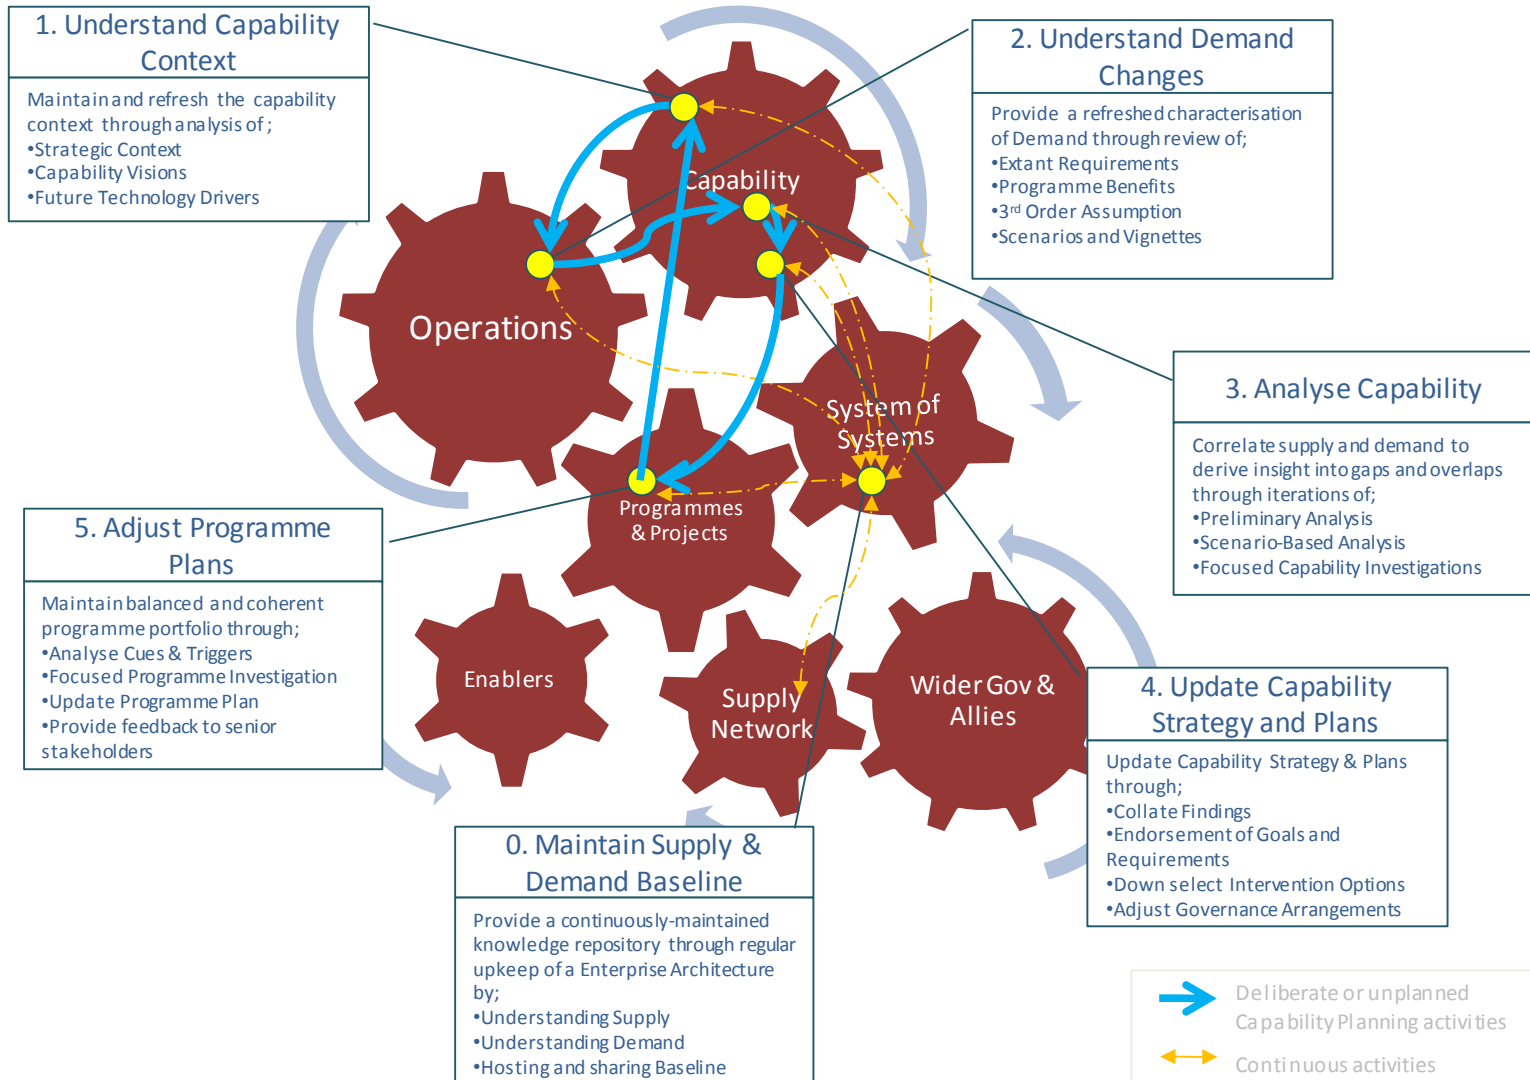 1. Understand Capability
Context
Maintain and refresh the capability
context through analysis of ;
•Strategic Context
•Capability Visions
•Future Technology Drivers
2. Understand Demand
Changes
Provide a refreshed characterisation
of Demand through review of;
•Extant Requirements
•Programme Benefits
•3rd Order Assumption
•Scenarios and Vignettes
Capability
Operations
System of
Systems
3. Analyse Capability
Correlate supply and demand to
derive insight into gaps and overlaps
through iterations of;
•Preliminary Analysis
•Scenario-Based Analysis
•Focused Capability Investigations
Programmes
& Projects
5. Adjust Programme
Plans
Maintain balanced and coherent
programme portfolio through;
•Analyse Cues & Triggers
•Focused Programme Investigation
•Update Programme Plan
•Provide feedback to senior
stakeholders
Enablers
Supply
Network
Wider Gov &
Allies
4. Update Capability
Strategy and Plans
Update Capability Strategy & Plans
through;
•Collate Findings
•Endorsement of Goals and
Requirements
•Down select Intervention Options
•Adjust Governance Arrangements
0. Maintain Supply &
Demand Baseline
Provide a continuously-maintained
knowledge repository through regular
upkeep of a Enterprise Architecture
by;
•Understanding Supply
•Understanding Demand
•Hosting and sharing Baseline
Deliberate or unplanned
Capability Planning activities
Continuous activities